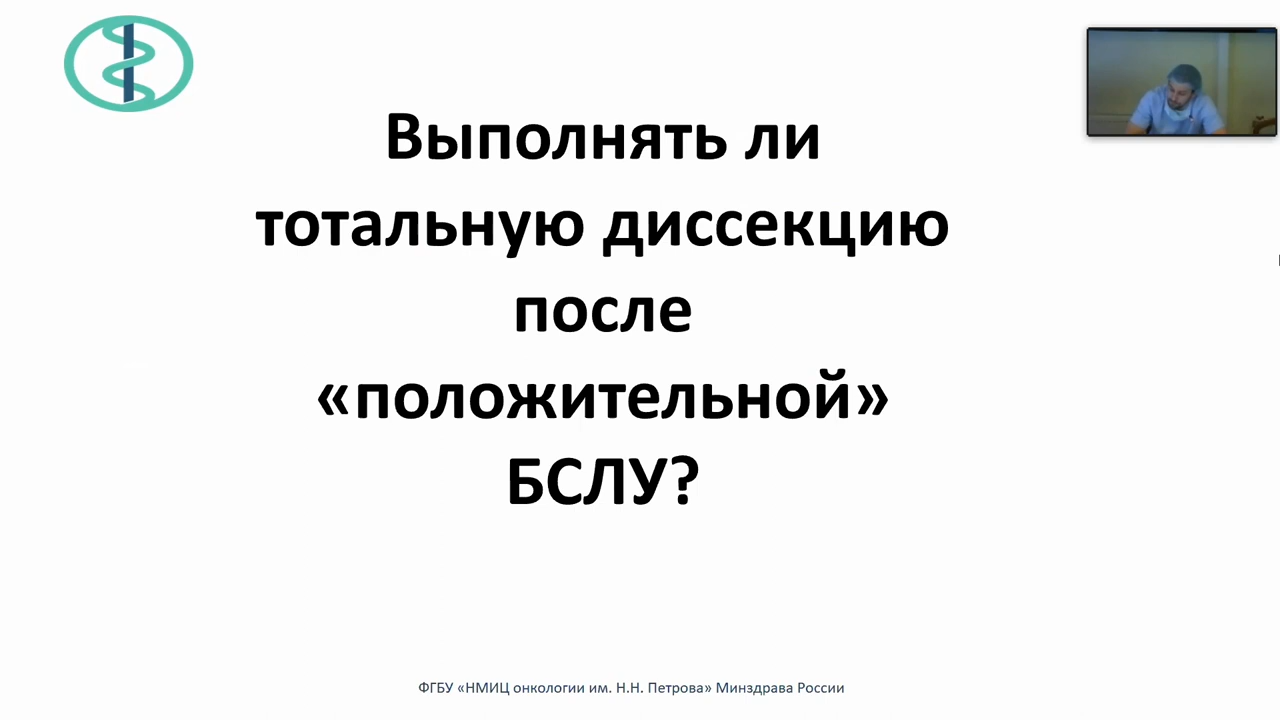 Выполнять ли
тотальную диссекцию
после
«положительной»
БСЛУ?
ФГБУ «НМИЦ онкологии им. Н.Н. Петрова» Минздрава России